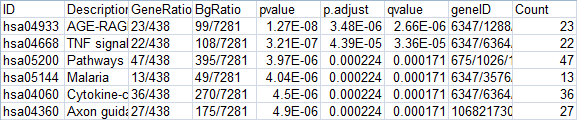 ID Description GeneRatio BgRatio pvalue p.adjust qvalue geneID Count
hsa04933 AGE-RAG 23/438 99/7281 1.27E-08 3.48E-06 2.66E-06 6347/1288, 23
hsa04668 TNF signal 22/438 108/7281 3.21E-07 4.39E-05 3.36E-05 6347/6364, 22
hsa05200 Pathways 47/438 395/7281 3.97E-06 0.000224 0.000171 675/1026/1 47
hsa05144 Malaria 13/438 49/7281 4.04E-06 0.000224 0.000171 6347/3576, 13
hsa04060 Cytokine-c 36/438 270/7281 4.5E-06 0.000224 0.000171 6347/6364, 36
hsa04360 Axon guida 27/438 175/7281 4.9E-06 0.000224 0.000171 106821730 27